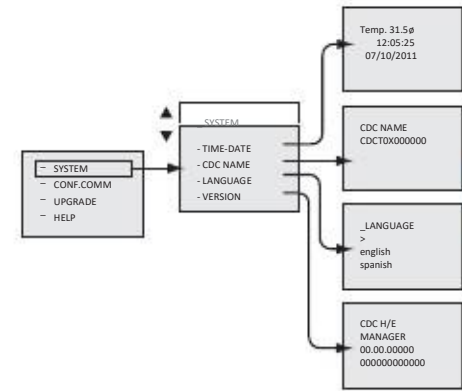 - SYSTEM
- CONF.COMM
- UPGRADE
- HELP
_SYSTEM
- TIME-DATE
- CDC NAME
- LANGUAGE
- VERSION
Temp. 31.5ø
12:05:25
07/10/2011
CDC NAME
CDCT0X000000
_LANGUAGE
>
english
spanish
CDC H/E
MANAGER
00.00.00000
000000000000